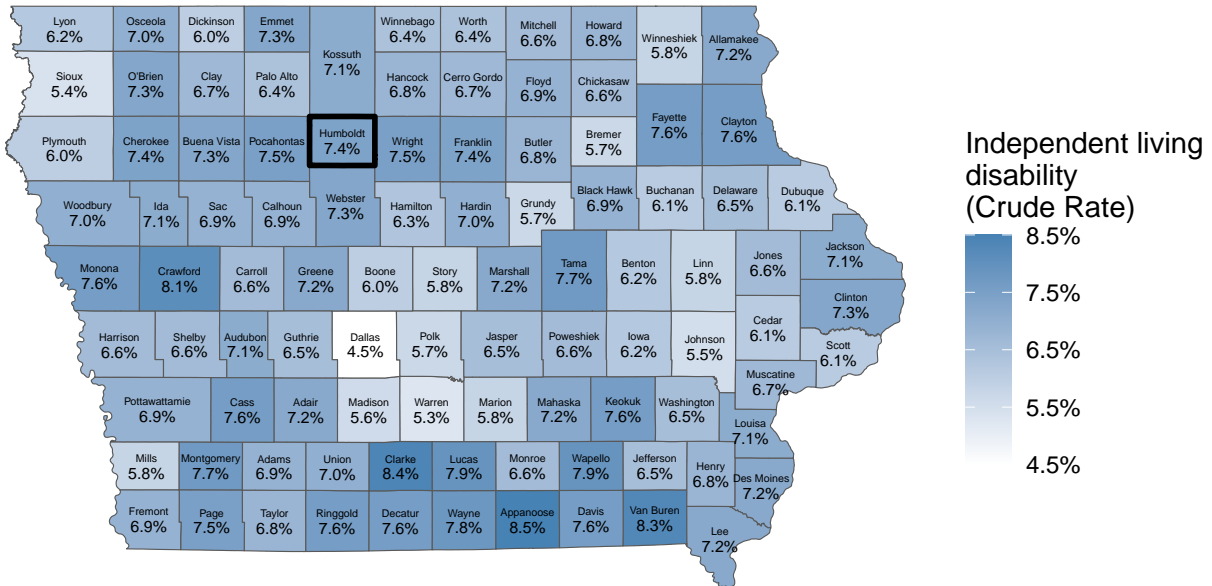 Lyon
6.2%
Osceola
7.0%
Dickinson
6.0%
Emmet
7.3%
Kossuth
7.1%
Winnebago
6.4%
Worth
6.4%
Mitchell
6.6%
Howard
6.8%
Winneshiek
5.8%
Allamakee
7.2%
Sioux
5.4%
O'Brien
7.3%
Clay
6.7%
Palo Alto
6.4%
Hancock
6.8%
Cerro Gordo
6.7%
Floyd
6.9%
Chickasaw
6.6%
Plymouth
6.0%
Cherokee
7.4%
Buena Vista
7.3%
Pocahontas
7.5%
Humboldt
7.4%
Wright
7.5%
Franklin
7.4%
Butler
6.8%
Bremer
5.7%
Fayette
7.6%
Clayton
7.6%
Woodbury
7.0%
Ida
7.1%
Sac
6.9%
Calhoun
6.9%
Webster
7.3%
Hamilton
6.3%
Hardin
7.0%
Grundy
5.7%
Black Hawk
6.9%
Buchanan
6.1%
Delaware
6.5%
Dubuque
6.1%
Monona
7.6%
Crawford
8.1%
Carroll
6.6%
Greene
7.2%
Boone
6.0%
Story
5.8%
Marshall
7.2%
Tama
7.7%
Benton
6.2%
Linn
5.8%
Jones
6.6%
Jackson
7.1%
Clinton
7.3%
Harrison
6.6%
Shelby
6.6%
Audubon
7.1%
Guthrie
6.5%
Dallas
4.5%
Polk
5.7%
Jasper
6.5%
Poweshiek
6.6%
Iowa
6.2%
Johnson
5.5%
Cedar
6.1%
Scott
6.1%
Muscatine
6.7%
Pottawattamie
6.9%
Cass
7.6%
Adair
7.2%
Madison
5.6%
Warren
5.3%
Marion
5.8%
Mahaska
7.2%
Keokuk
7.6%
Washington
6.5%
Louisa
7.1%
Mills
5.8%
Montgomery
7.7%
Adams
6.9%
Union
7.0%
Clarke
8.4%
Lucas
7.9%
Monroe
6.6%
Wapello
7.9%
Jefferson
6.5%
Henry
6.8%
Des Moines
7.2%
Fremont
6.9%
Page
7.5%
Taylor
6.8%
Ringgold
7.6%
Decatur
7.6%
Wayne
7.8%
Appanoose
8.5%
Davis
7.6%
Van Buren
8.3%
Lee
7.2%
Independent living
disability
(Crude Rate)
8.5%
7.5%
6.5%
5.5%
4.5%